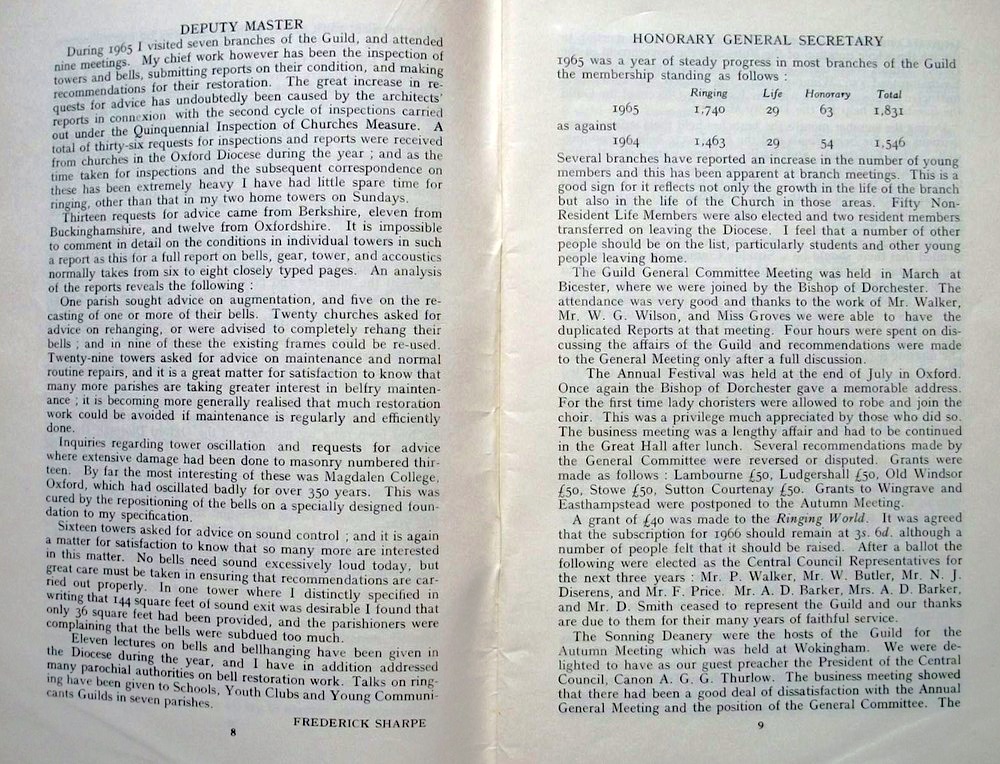 DEPUTY MASTER
During 1965 I visited seven branches of the Guild, and attended
nine meetings. My chief work however has been the inspection of
towers and bells, submitting reports on their condition, and making
recommendations for their restoration. The great increase in re-
quests for advice has undoubtedly been caused by the architects'
reports in connexion with the second cycle of inspections carried
out under the Quinquennial Inspection of Churches Measure. A
total of thirty-six requests for inspections and reports were received
from churches in the Oxford Diocese during the year ; and as the
time taken for inspections and the subsequent correspondence on
these has been extremely heavy I have had little spare time for
ringing, other than that in my two home towers on Sundays.
Thirteen requests for advice came from Berkshire, eleven from
Buckinghamshire, and twelve from Oxfordshire. It is impossible
to comment in detail on the conditions in individual towers in such
a report as this for a full report on bells, gear, tower, and accoustics
normally takes from six to eight closely typed pages. An analysis
of the reports reveals the following :
One parish sought advice on augmentation, and five on the re-
casting of one or more of their bells. Twenty churches asked for
advice on rehanging, or were advised to completely rehang their
bells ; and in nine of these the existing frames could be re-used.
Twenty-nine towers asked for advice on maintenance and normal
routine repairs, and it is a great matter for satisfaction to know that
many more parishes are taking greater interest in belfry mainten-
ance ; it is becoming more generally realised that much restoration
work could be avoided if maintenance is regularly and efficiently
done.
Inquiries regarding tower oscillation and requests for advice
where extensive damage had been done to masonry numbered thir-
teen. By far the most interesting of these was Magdalen College,
Oxford, which had oscillated badly for over 350 years. This was
cured by the repositioning of the bells on a specially designed foun-
dation to my specification.
Sixteen towers asked for advice on sound control ; and it is again
a matter for satisfaction to know that so many more are interested
in this matter. No bells need sound excessively loud today, but
great care must be taken in ensuring that recommendations are car-
ried out properly. In one tower where I distinctly specified in
writing that 144 square feet of sound exit was desirable I found that
only 36 square feet had been provided, and the parishioners were
complaining that the bells were subdued too much.
Eleven lectures on bells and bellhanging have been given in
the Diocese during the year, and I have in addition addressed
many parochial authorities on bell restoration work. Talks on ring-
ing have been given to Schools, Youth Clubs and Young Communi-
cants Guilds in seven parishes.
FREDERICK SHARPE
8
HONORARY GENERAL SECRETARY
1965 was a year of steady progress in most branches of the Guild
the membership standing as follows :
Ringing Life Honorary Total
1965 1,740 29 63 1,831
as against
1964 1,463 29 54 1,546
Several branches have reported an increase in the number of young
members and this has been apparent at branch meetings. This is a
good sign for it reflects not only the growth in the life of the branch
but also in the life of the Church in those areas. Fifty Non-
Resident Life Members were also elected and two resident members
transferred on leaving the Diocese. I feel that a number of other
people should be on the list, particularly students and other young
people leaving home.
The Guild General Committee Meeting was held in March at
Bicester, where we were joined by the Bishop of Dorchester. The
attendance was very good and thanks to the work of Mr. Walker,
Mr. W. G. Wilson, and Miss Groves we were able to have the
duplicated Reports at that meeting. Four hours were spent on dis-
cussing the affairs of the Guild and recommendations were made
to the General Meeting only after a full discussion.
The Annual Festival was held at the end of July in Oxford.
Once again the Bishop of Dorchester gave a memorable address.
For the first time lady choristers were allowed to robe and join the
choir. This was a privilege much appreciated by those who did so.
The business meeting was a lengthy affair and had to be continued
in the Great Hall after lunch. Several recommendations made by
the General Committee were reversed or disputed. Grants were
made as follows : Lambourne £50, Ludgershall £50, Old Windsor
£50, Stowe £50, Sutton Courtenay £50. Grants to Wingrave and
Easthampstead were postponed to the Autumn Meeting.
A grant of £40 was made to the Ringing World. It was agreed
that the subscription for 1966 should remain at 3s. 6d. although a
number of people felt that it should be raised. After a ballot the
following were elected as the Central Council Representatives for
the next three years : Mr. P. Walker, Mr. W. Butler, Mr. N. J.
Diserens, and Mr. F. Price. Mr. A. D. Barker, Mrs. A. D. Barker,
and Mr. D. Smith ceased to represent the Guild and our thanks
are due to them for their many years of faithful service.
The Sonning Deanery were the hosts of the Guild for the
Autumn Meeting which was held at Wokingham. We were de-
lighted to have as our guest preacher the President of the Central
Council, Canon A. G. G. Thurlow. The business meeting showed
that there had been a good deal of dissatisfaction with the Annual
General Meeting and the position of the General Committee. The
9